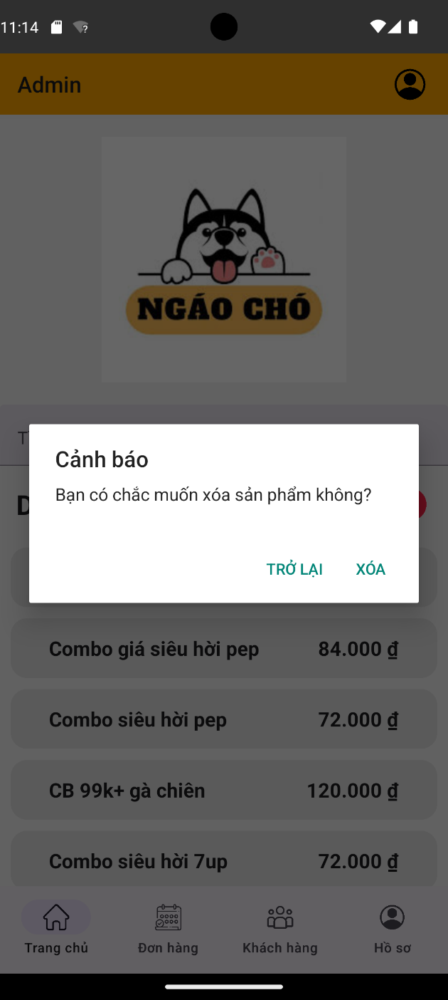 11:14
Admin
NGÁO CHÓ
Cảnh báo
Bạn có chắc muốn xóa sản phẩm không?
TRỞ LẠI XÓA
Combo giá siêu hời pep 84.000 ₫
Combo siêu hời pep 72.000 ₫
CB 99k+ gà chiên 120.000 ₫
Combo siêu hời 7up 72.000 ₫
Trang chủ Đơn hàng Khách hàng Hồ sơ